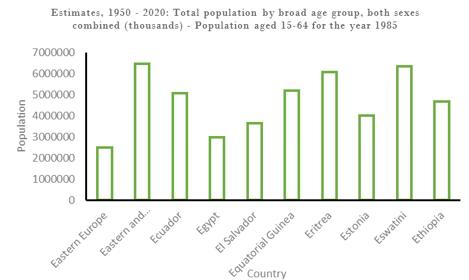 Estimates, 1950 - 2020: Total population by broad age group, both sexes
combined (thousands) - Population aged 15-64 for the year 1985
7000000
6000000
5000000
4000000
3000000
2000000
1000000
0
Population
Eastern Europe
Eastern and...
Ecuador
Egypt
El Salvador
Equatorial Guinea
Eritrea
Estonia
Eswatini
Ethiopia
Country